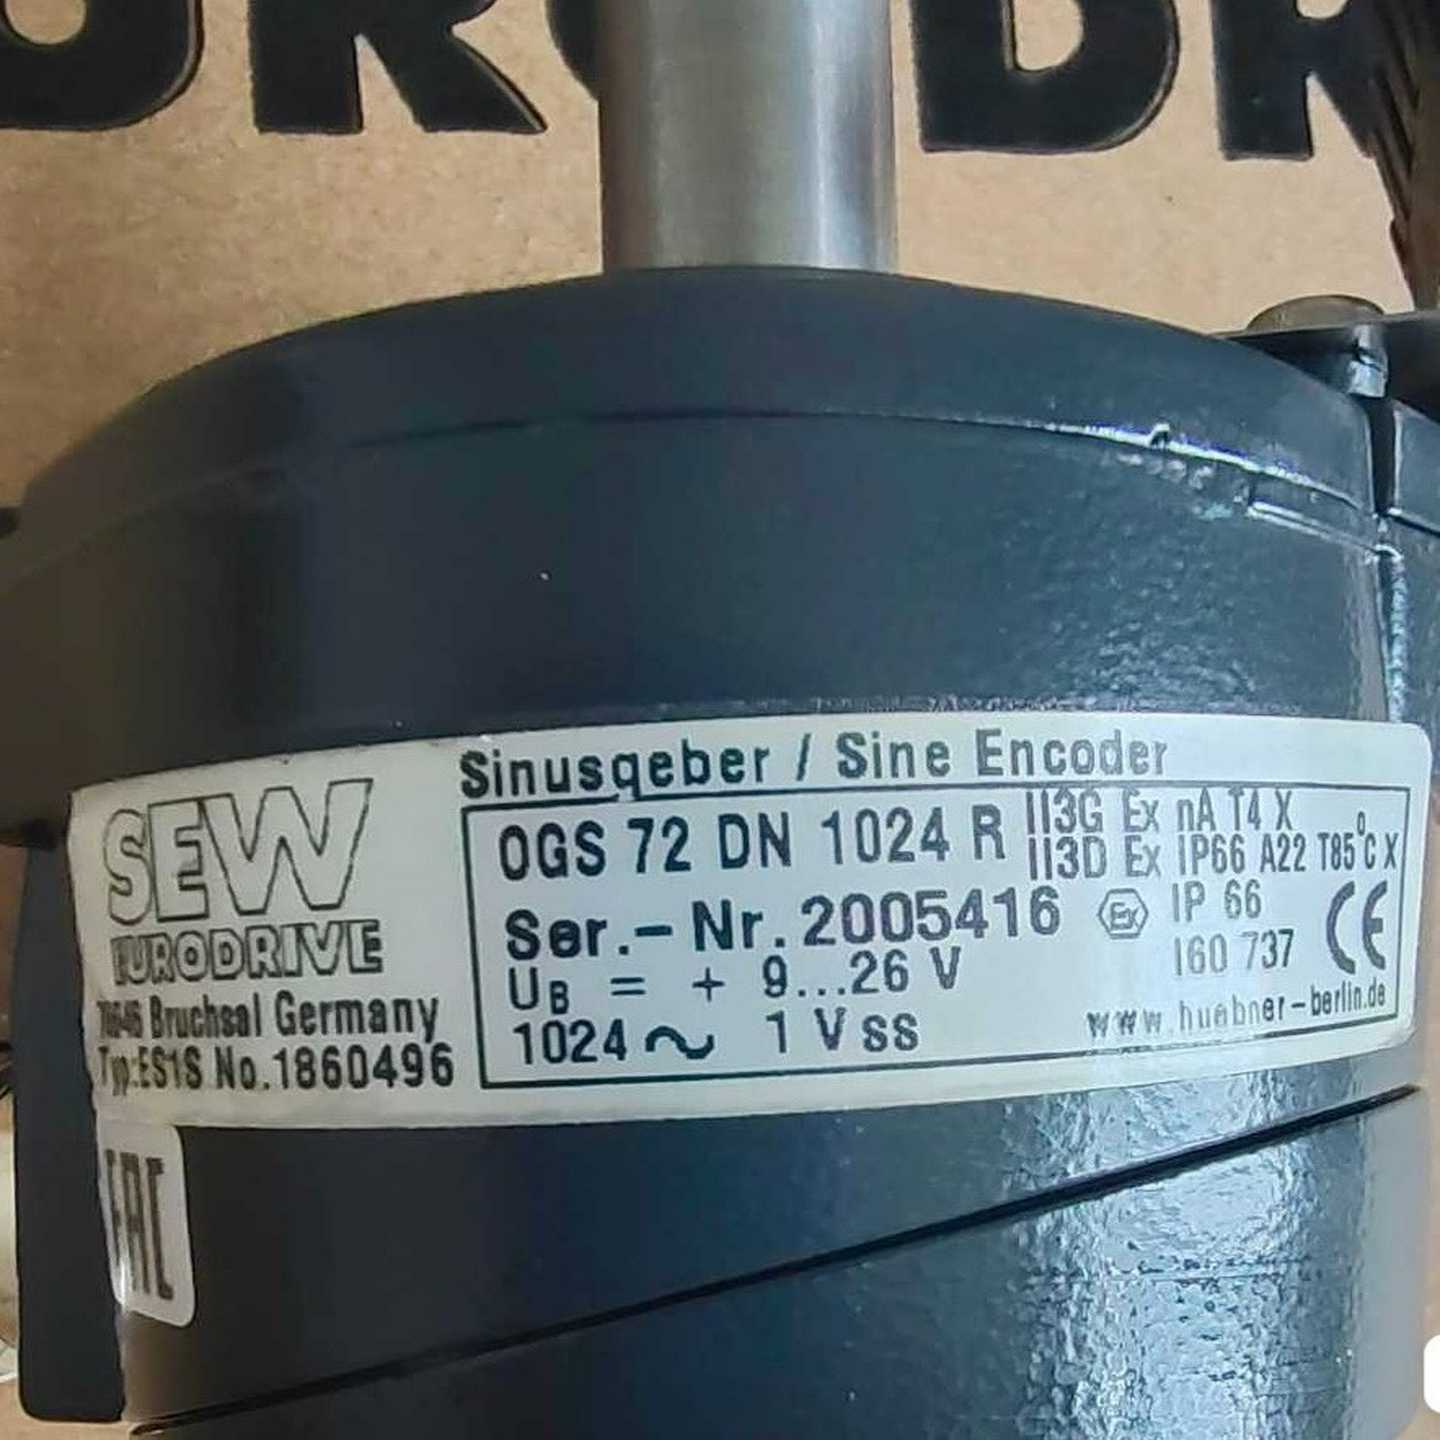 URODR
Sinusgeber / Sine Encoder
SEW
EURODRIVE
76646 Bruchsal Germany
Typ:ES1S No.1860496
OGS 72 DN 1024 R
II3G Ex nA T4 X
II3D Ex IP66 A22 T85°C X
Ser.-Nr. 2005416
Ex IP 66
UB = + 9...26 V
160 737 CE
1024 ∿ 1 Vss
www.huebner-berlin.de
EAC